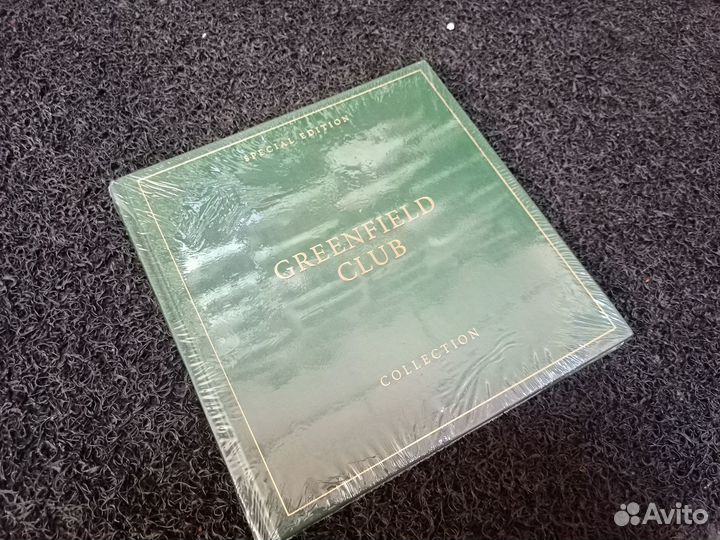 SPECIAL EDITION
GREENFIELD
CLUB
COLLECTION
Avito